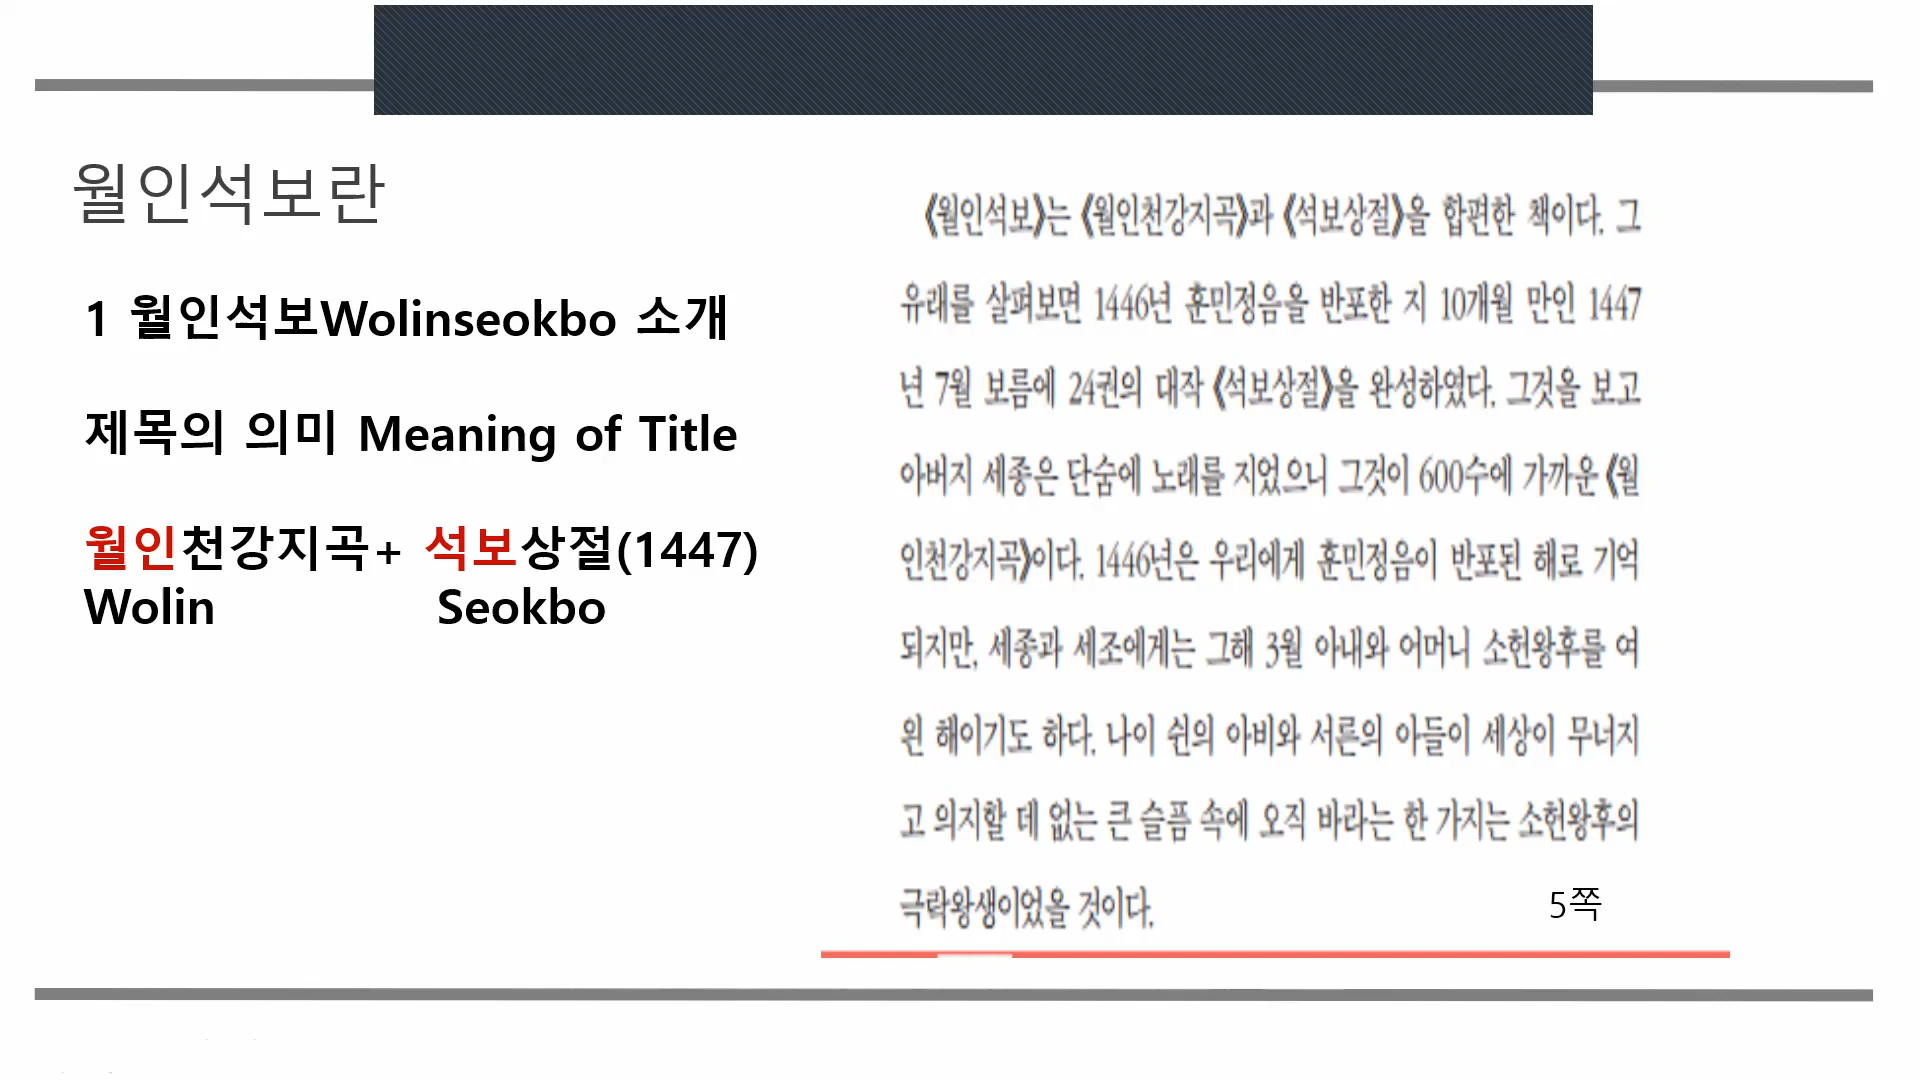 월인석보란
1 월인석보Wolinseokbo 소개
제목의 의미 Meaning of Title
월인천강지곡+ 석보상절(1447)
Wolin Seokbo
《월인석보》는 《월인천강지곡》과 《석보상절》을 합편한 책이다. 그
유래를 살펴보면 1446년 훈민정음을 반포한 지 10개월 만인 1447
년 7월 보름에 24권의 대작 《석보상절》을 완성하였다. 그것을 보고
아버지 세종은 단숨에 노래를 지었으니 그것이 600수에 가까운 《월
인천강지곡》이다. 1446년은 우리에게 훈민정음이 반포된 해로 기억
되지만, 세종과 세조에게는 그해 3월 아내와 어머니 소헌왕후를 여
읜 해이기도 하다. 나이 쉰의 아비와 서른의 아들이 세상이 무너지
고 의지할 데 없는 큰 슬픔 속에 오직 바라는 한 가지는 소헌왕후의
극락왕생이었을 것이다.
5쪽